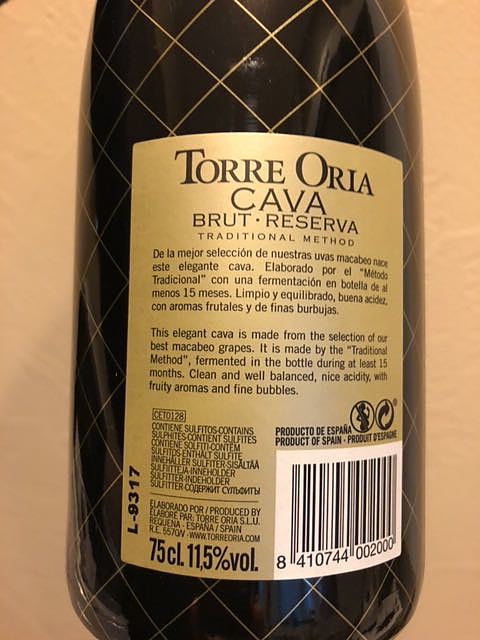 TORRE ORIA
CAVA
BRUT · RESERVA
TRADITIONAL METHOD
De la mejor selección de nuestras uvas macabeo nace
este elegante cava. Elaborado por el “Método
Tradicional” con una fermentación en botella de al
menos 15 meses. Limpio y equilibrado, buena acidez,
con aromas frutales y de finas burbujas.
This elegant cava is made from the selection of our
best macabeo grapes. It is made by the “Traditional
Method”, fermented in the bottle during at least 15
months. Clean and well balanced, nice acidity, with
fruity aromas and fine bubbles.
CET0128
CONTIENE SULFITOS-CONTAINS
SULPHITES-CONTIENT SULFITES
CONTIENE SOLFITI-CONTÉM
SULFITOS-ENTHÄLT SULFITE
INNEHÅLLER SULFITER-SISÄLTÄÄ
SULFIITTEJA-INNEHOLDER
SULFITTER-INDEHOLDER
SULFITTER-СОДЕРЖИТ СУЛЬФИТЫ
ELABORADO POR / PRODUCED BY
ÉLABORÉ PAR: TORRE ORIA S.L.U.
REQUENA - ESPAÑA / SPAIN
R.E. 5570/V - WWW.TORREORIA.COM
75cl. 11,5%vol.
L-9317
PRODUCTO DE ESPAÑA
PRODUCT OF SPAIN - PRODUIT D'ESPAGNE
8 410744 002000